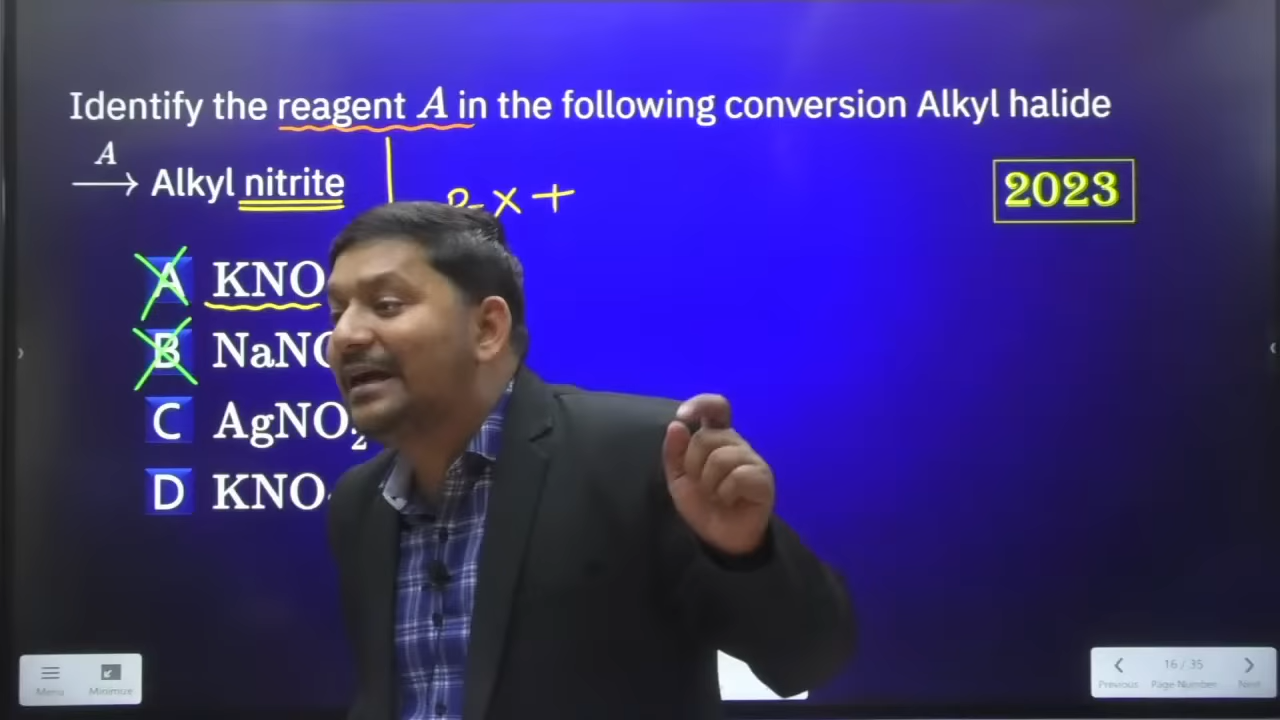 Identify the reagent A in the following conversion Alkyl halide
A
⟶ Alkyl nitrite
2023
x +
A KNO
B NaN
C AgNO₂
D KNO
Menu Minimize
16 / 35
Previous Page Number Next